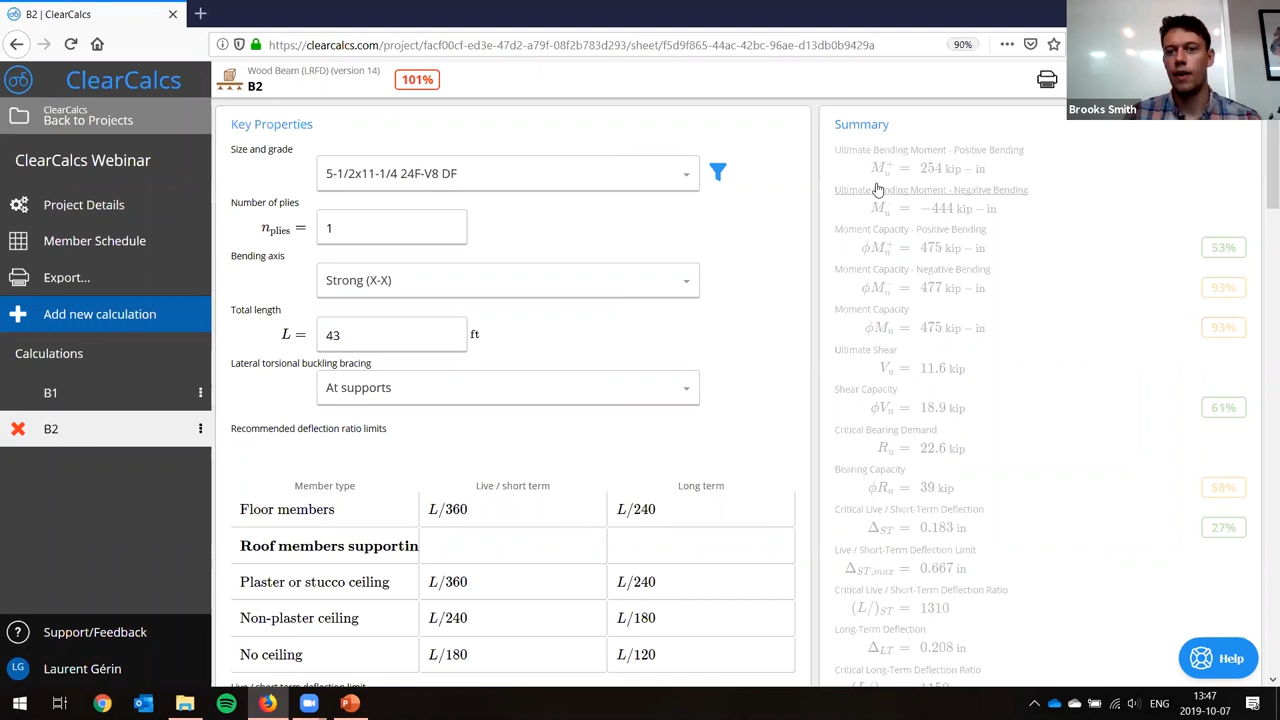 B2 | ClearCalcs
https://clearcalcs.com/project/facf00cf-ed3e-47d2-a79f-08f2b783d293/sheet/f5d9f865-44ac-42bc-96ae-d13db0b9429a
90%
Brooks Smith
ClearCalcs
ClearCalcs
Back to Projects
ClearCalcs Webinar
Project Details
Member Schedule
Export...
Add new calculation
Calculations
B1
B2
Support/Feedback
LG
Laurent Gérin
Wood Beam (LRFD) (version 14)
B2
101%
Key Properties
Size and grade
5-1/2x11-1/4 24F-V8 DF
Number of plies
n_plies = 1
Bending axis
Strong (X-X)
Total length
L = 43 ft
Lateral torsional buckling bracing
At supports
Recommended deflection ratio limits
Member type Live / short term Long term
Floor members L/360 L/240
Roof members supportin
Plaster or stucco ceiling L/360 L/240
Non-plaster ceiling L/240 L/180
No ceiling L/180 L/120
Live / short term deflection limit
Summary
Ultimate Bending Moment - Positive Bending
M_u^+ = 254 kip − in
Ultimate Bending Moment - Negative Bending
M_u = −444 kip − in
Moment Capacity - Positive Bending
ϕM_n^+ = 475 kip − in 53%
Moment Capacity - Negative Bending
ϕM_n^- = 477 kip − in 93%
Moment Capacity
ϕM_n = 475 kip − in 93%
Ultimate Shear
V_u = 11.6 kip
Shear Capacity
ϕV_n = 18.9 kip 61%
Critical Bearing Demand
R_u = 22.6 kip
Bearing Capacity
ϕR_n = 39 kip 58%
Critical Live / Short-Term Deflection
Δ_ST = 0.183 in 27%
Live / Short-Term Deflection Limit
Δ_ST,max = 0.667 in
Critical Live / Short-Term Deflection Ratio
(L/)_ST = 1310
Long-Term Deflection
Δ_LT = 0.208 in
Critical Long-Term Deflection Ratio
Help
ENG
13:47
2019-10-07